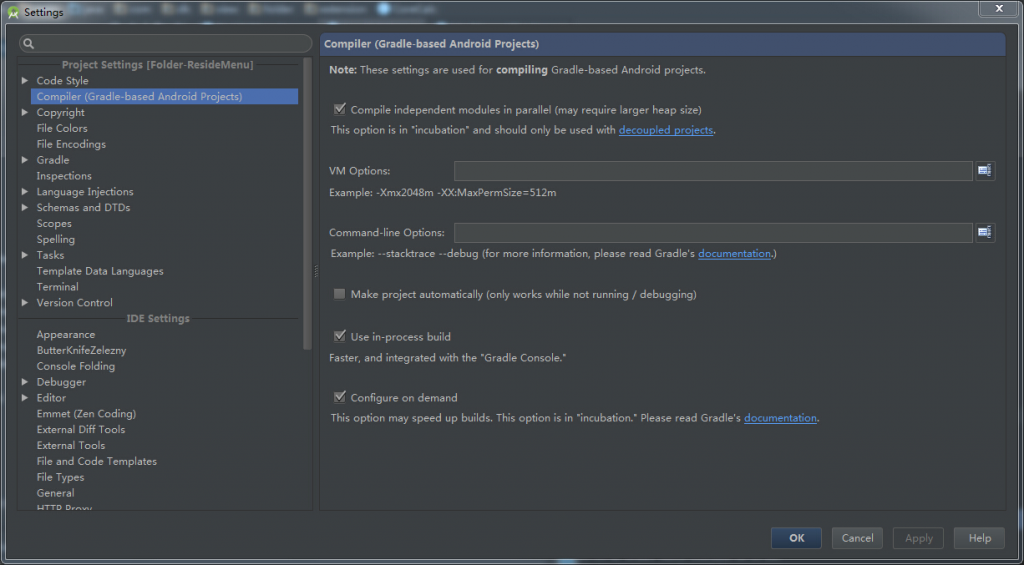 Settings
Project Settings [Folder-ResideMenu]
Code Style
Compiler (Gradle-based Android Projects)
Copyright
File Colors
File Encodings
Gradle
Inspections
Language Injections
Schemas and DTDs
Scopes
Spelling
Tasks
Template Data Languages
Terminal
Version Control
IDE Settings
Appearance
ButterKnifeZelezny
Console Folding
Debugger
Editor
Emmet (Zen Coding)
External Diff Tools
External Tools
File and Code Templates
File Types
General
HTTP Proxy
Compiler (Gradle-based Android Projects)
Note: These settings are used for compiling Gradle-based Android projects.
Compile independent modules in parallel (may require larger heap size)
This option is in "incubation" and should only be used with decoupled projects.
VM Options:
Example: -Xmx2048m -XX:MaxPermSize=512m
Command-line Options:
Example: --stacktrace --debug (for more information, please read Gradle's documentation.)
Make project automatically (only works while not running / debugging)
Use in-process build
Faster, and integrated with the "Gradle Console."
Configure on demand
This option may speed up builds. This option is in "incubation." Please read Gradle's documentation.
OK
Cancel
Apply
Help